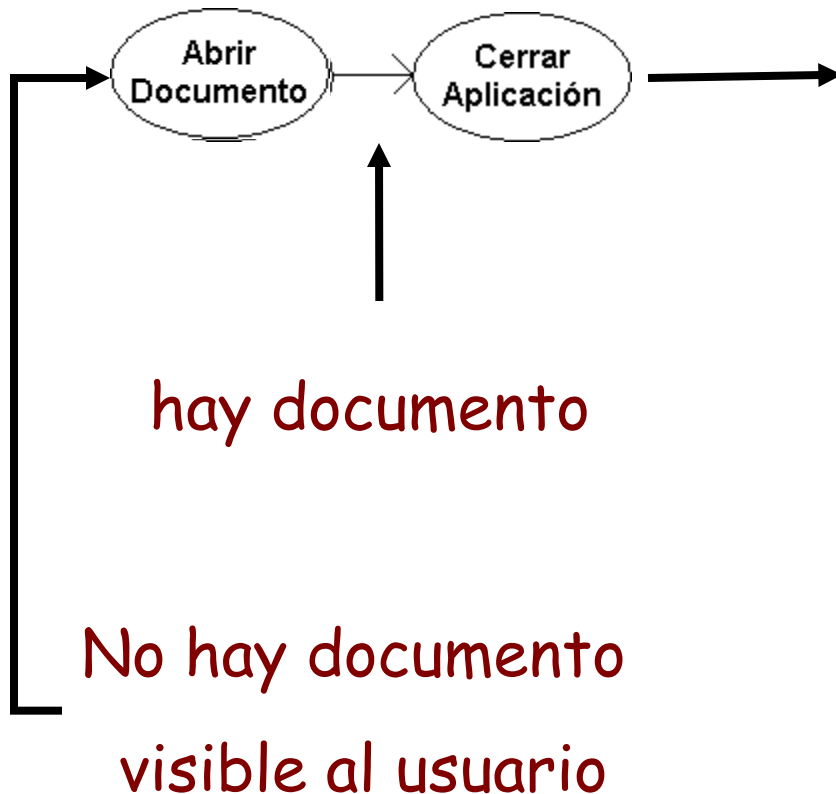 Abrir
Documento
Cerrar
Aplicación
hay documento
No hay documento
visible al usuario